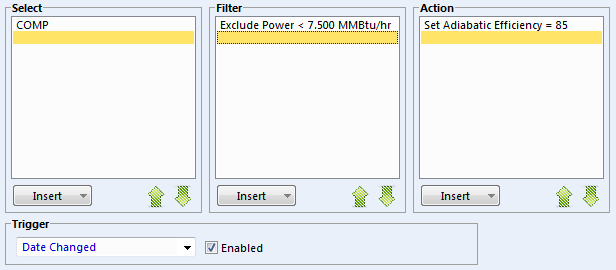 Select
COMP
Insert
Filter
Exclude Power < 7.500 MMBtu/hr
Insert
Action
Set Adiabatic Efficiency = 85
Insert
Trigger
Date Changed
Enabled